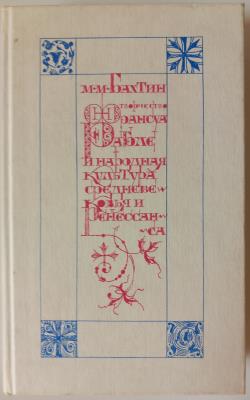 М·М·БАХТИН
ТВОРЧЕСТВО
ФРАНСУА
РАБЛЕ
И НАРОДНАЯ
КУЛЬТУРА
СРЕДНЕВЕ-
КОВЬЯ И
РЕНЕССАН-
СА